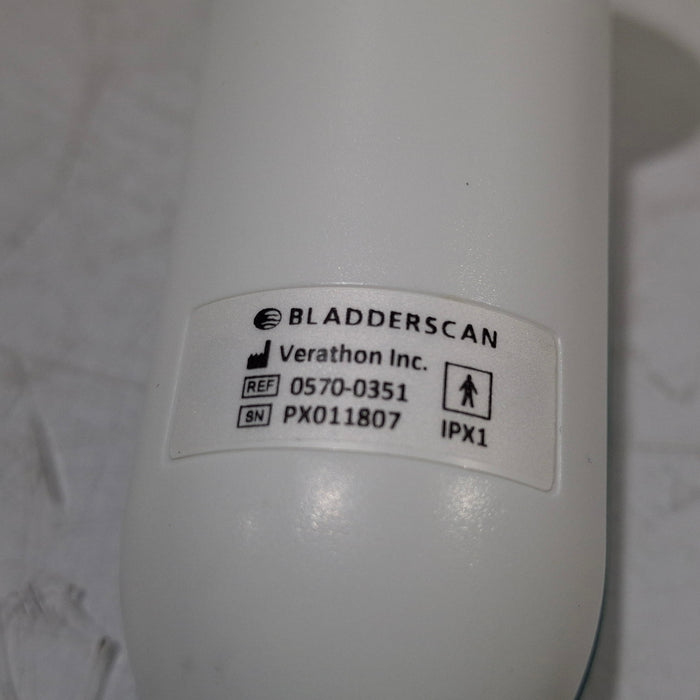 BLADDERSCAN
Verathon Inc.
REF 0570-0351
SN PX011807
IPX1